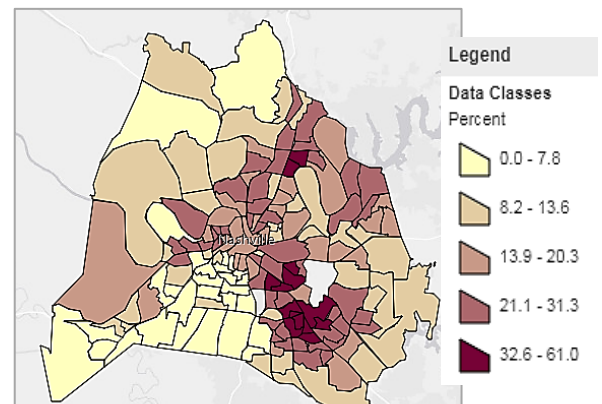 Legend
Data Classes
Percent
0.0 - 7.8
8.2 - 13.6
13.9 - 20.3
21.1 - 31.3
32.6 - 61.0
Nashville